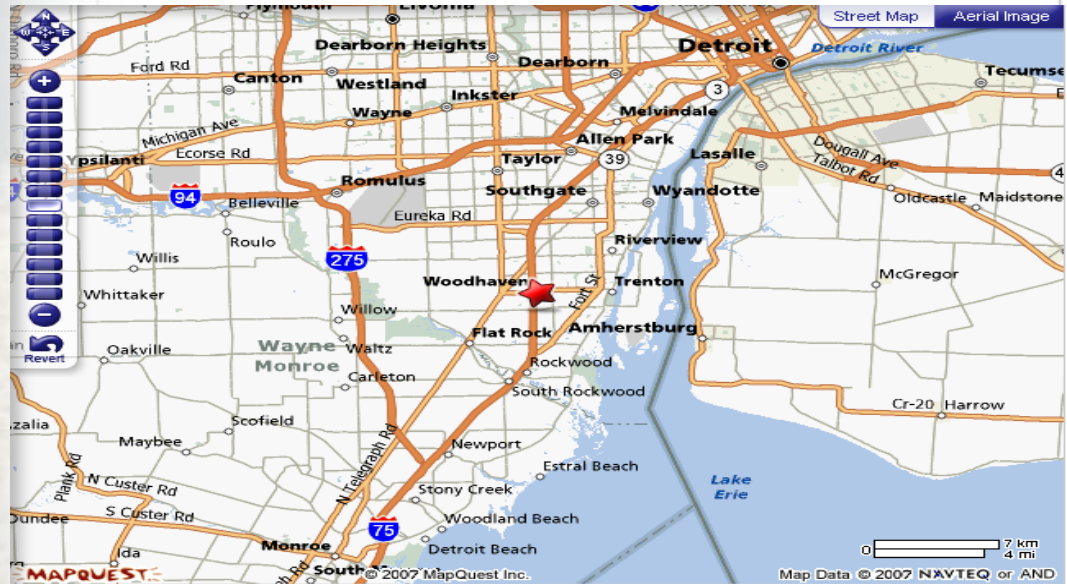 Plymouth
Livonia
Street Map Aerial Image
N
W E
S
Dearborn Heights
Detroit
Detroit River
Ford Rd
Dearborn
Canton
Westland
Tecumse
Inkster
3
Wayne
Melvindale
Michigan Ave
Allen Park
Dougall Ave
Ecorse Rd
39
Ypsilanti
Taylor
Lasalle
Talbot Rd
4
Romulus
Southgate
Wyandotte
94
Oldcastle
Maidstone
Belleville
Eureka Rd
Roulo
Riverview
Willis
275
McGregor
Woodhaven
Trenton
Whittaker
Fort St
Willow
Flat Rock
Amherstburg
Revert
Oakville
Wayne
Waltz
Monroe
Rockwood
Carleton
South Rockwood
Cr-20
Harrow
Scofield
Azalia
Maybee
Newport
N Telegraph Rd
Plank Rd
Estral Beach
Lake
Erie
N Custer Rd
Stony Creek
S Custer Rd
Dundee
Woodland Beach
75
Monroe
Detroit Beach
Ida
0 7 km
4 mi
MAPQUEST
© 2007 MapQuest Inc.
Map Data © 2007 NAVTEQ or AND